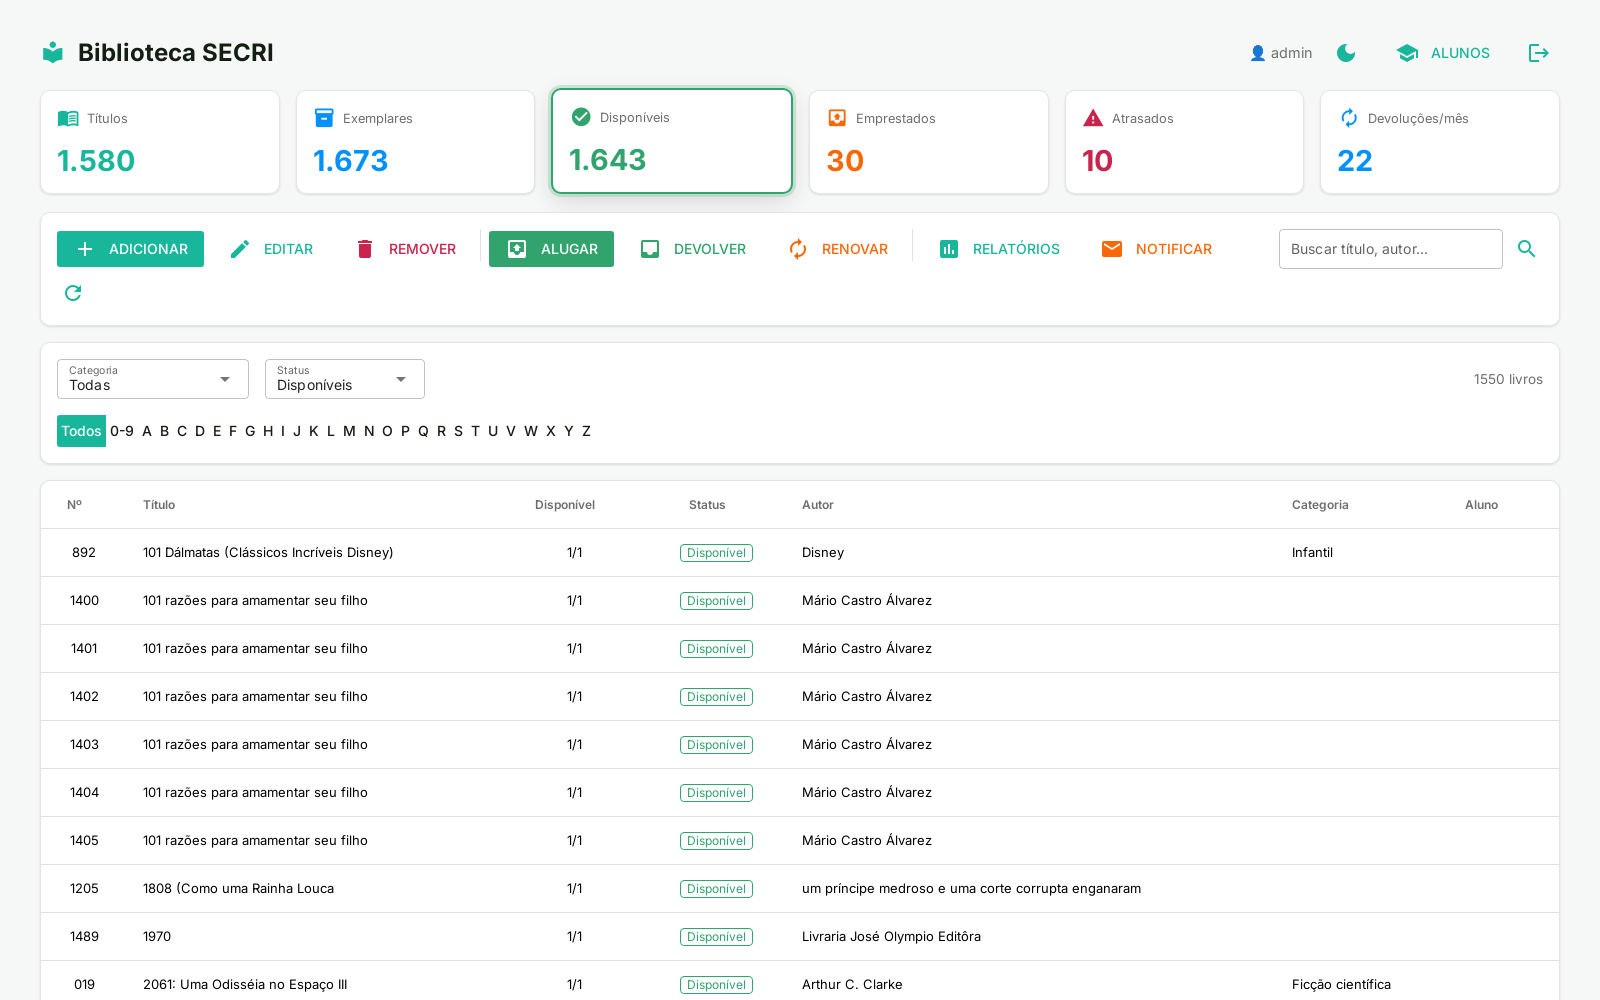 Biblioteca SECRI
admin
ALUNOS
Títulos
1.580
Exemplares
1.673
Disponíveis
1.643
Emprestados
30
Atrasados
10
Devoluções/mês
22
ADICIONAR EDITAR REMOVER ALUGAR DEVOLVER RENOVAR RELATÓRIOS NOTIFICAR Buscar título, autor...
Categoria
Todas
Status
Disponíveis
1550 livros
Todos 0-9 A B C D E F G H I J K L M N O P Q R S T U V W X Y Z
Nº Título Disponível Status Autor Categoria Aluno
892 101 Dálmatas (Clássicos Incríveis Disney) 1/1 Disponível Disney Infantil
1400 101 razões para amamentar seu filho 1/1 Disponível Mário Castro Álvarez
1401 101 razões para amamentar seu filho 1/1 Disponível Mário Castro Álvarez
1402 101 razões para amamentar seu filho 1/1 Disponível Mário Castro Álvarez
1403 101 razões para amamentar seu filho 1/1 Disponível Mário Castro Álvarez
1404 101 razões para amamentar seu filho 1/1 Disponível Mário Castro Álvarez
1405 101 razões para amamentar seu filho 1/1 Disponível Mário Castro Álvarez
1205 1808 (Como uma Rainha Louca 1/1 Disponível um príncipe medroso e uma corte corrupta enganaram
1489 1970 1/1 Disponível Livraria José Olympio Editôra
019 2061: Uma Odisséia no Espaço III 1/1 Disponível Arthur C. Clarke Ficção científica